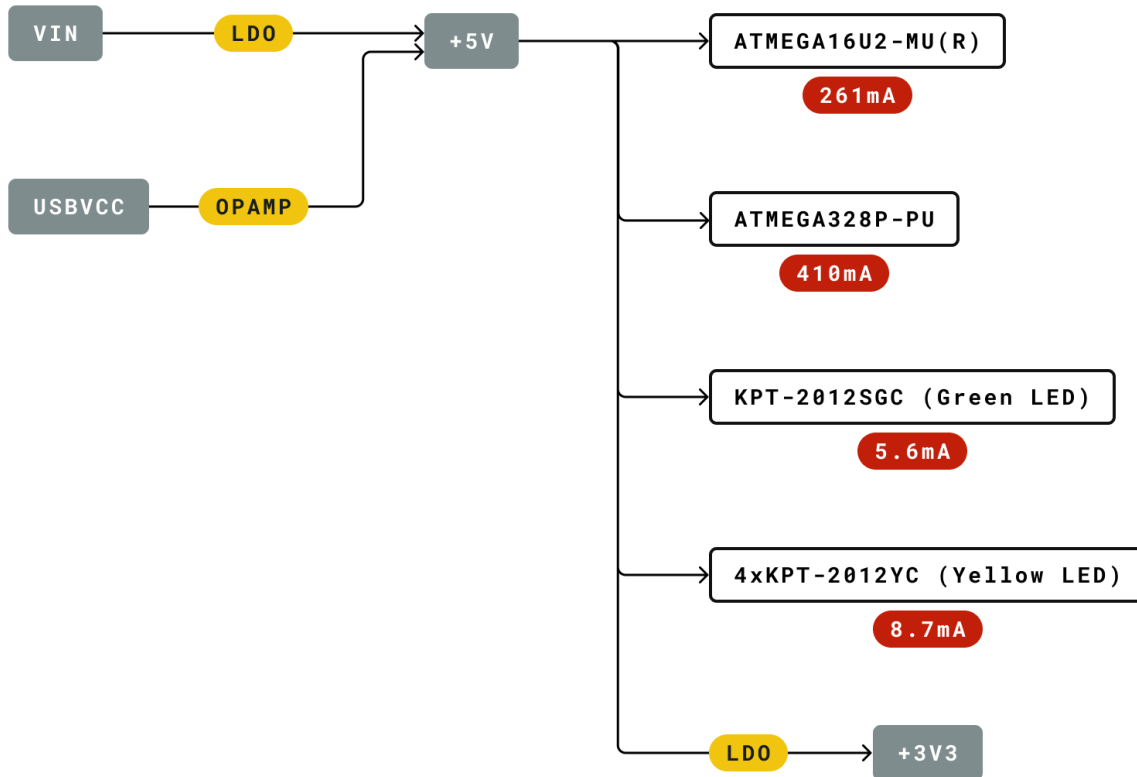 VIN
LDO
+5V
ATMEGA16U2-MU(R)
261mA
USBVCC
OPAMP
ATMEGA328P-PU
410mA
KPT-2012SGC (Green LED)
5.6mA
4xKPT-2012YC (Yellow LED)
8.7mA
LDO
+3V3